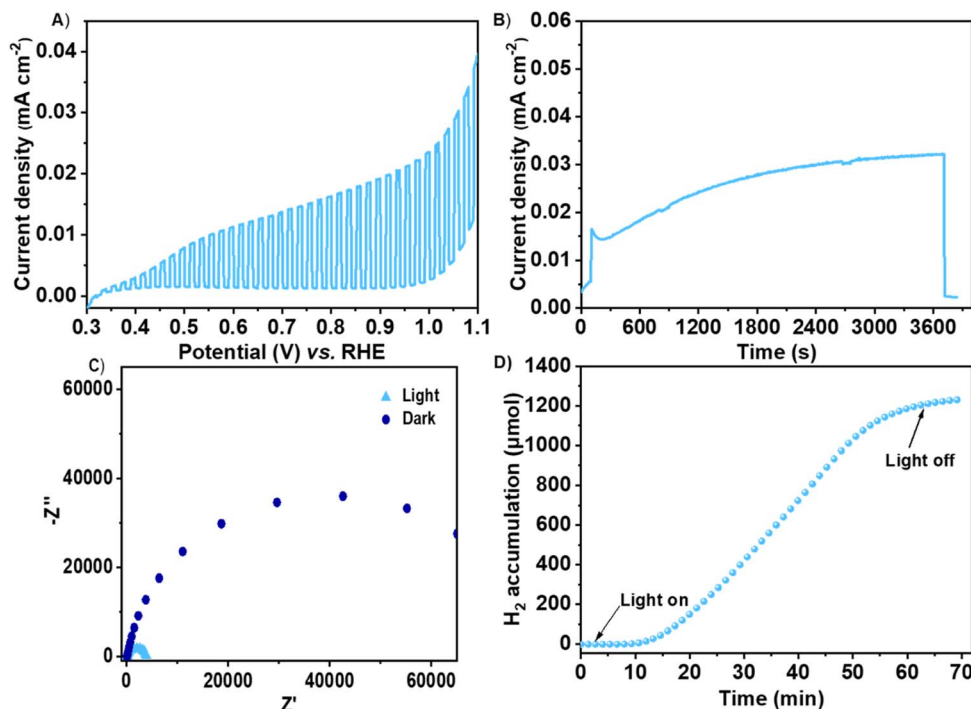 A)
Current density (mA cm⁻²)
0.04
0.03
0.02
0.01
0.00
0.3 0.4 0.5 0.6 0.7 0.8 0.9 1.0 1.1
Potential (V) vs. RHE
B)
Current density (mA cm⁻²)
0.06
0.05
0.04
0.03
0.02
0.01
0.00
0 600 1200 1800 2400 3000 3600
Time (s)
C)
-Z''
60000
40000
20000
0
Light
Dark
0 20000 40000 60000
Z'
D)
H₂ accumulation (μmol)
1400
1200
1000
800
600
400
200
0
Light on
Light off
0 10 20 30 40 50 60 70
Time (min)